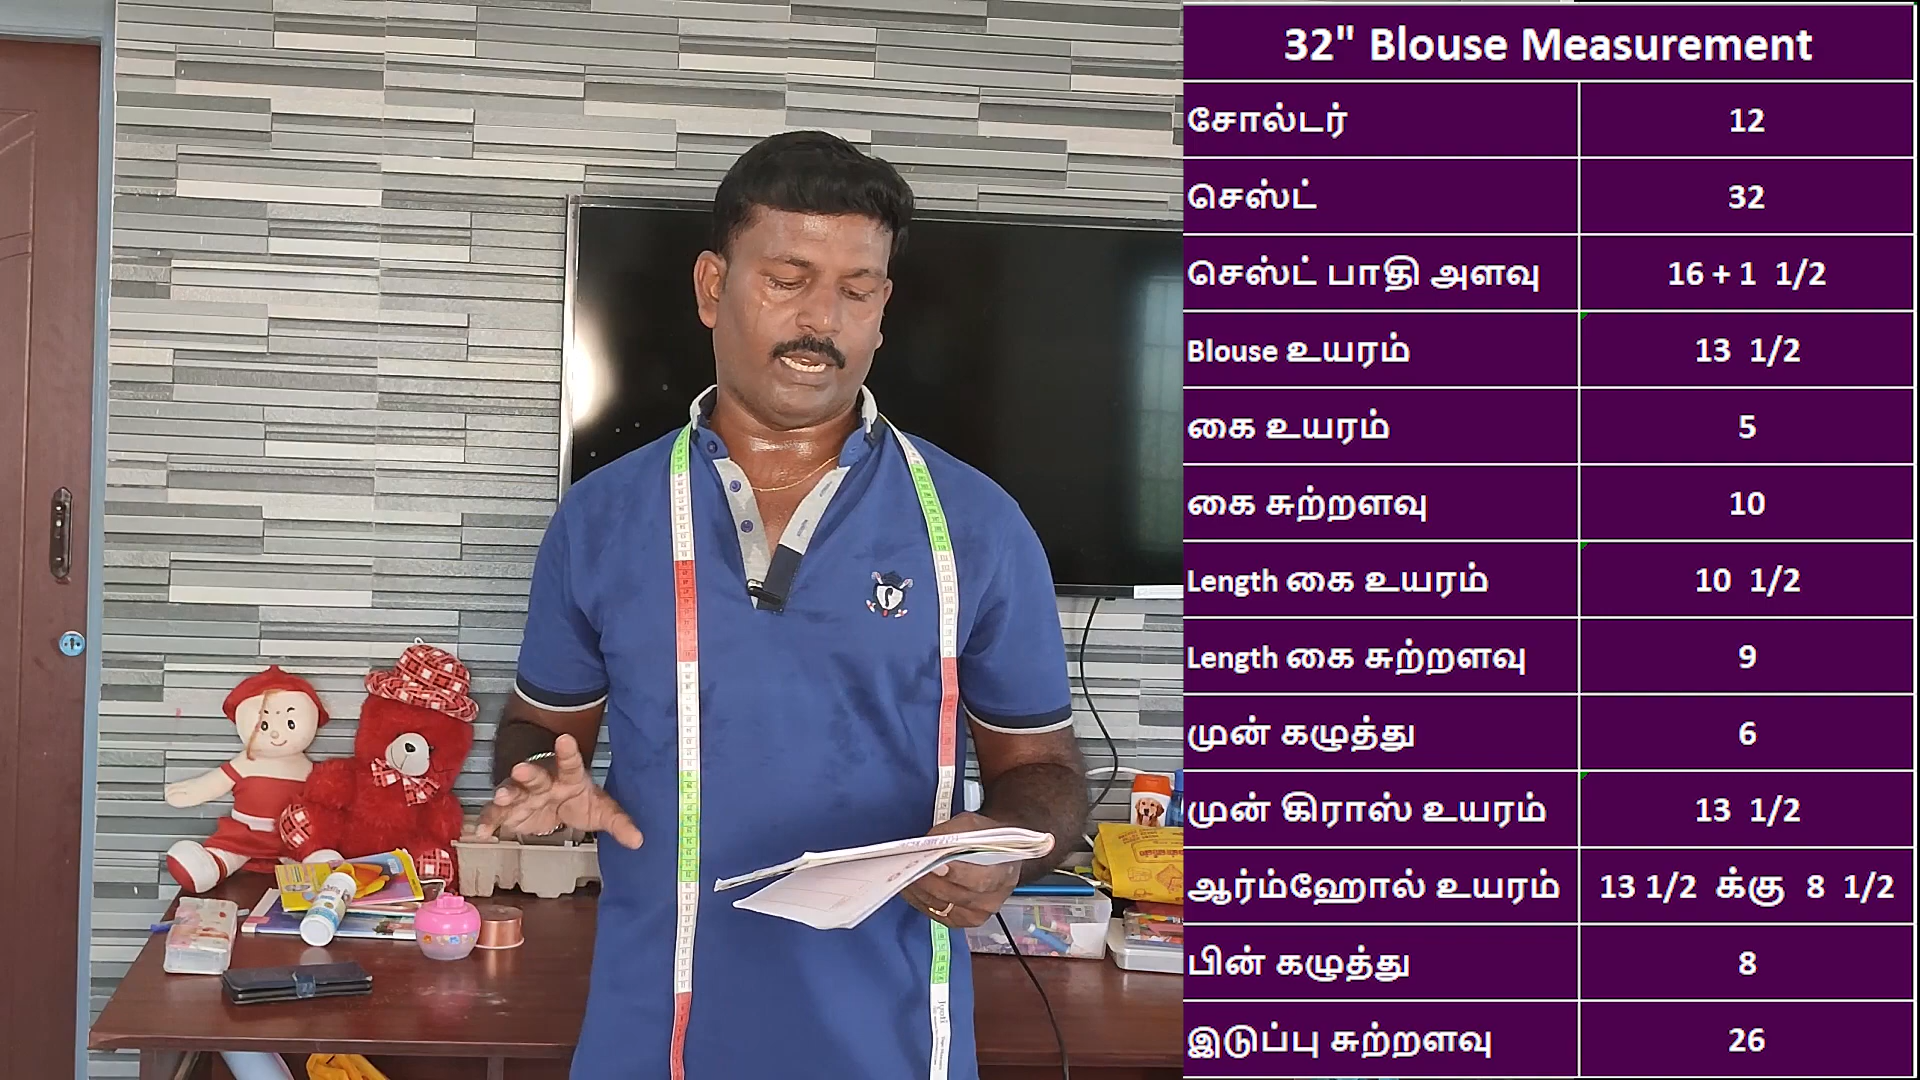 32" Blouse Measurement
சோல்டர் 12
செஸ்ட் 32
செஸ்ட் பாதி அளவு 16 + 1 1/2
Blouse உயரம் 13 1/2
கை உயரம் 5
கை சுற்றளவு 10
Length கை உயரம் 10 1/2
Length கை சுற்றளவு 9
முன் கழுத்து 6
முன் கிராஸ் உயரம் 13 1/2
ஆர்ம்ஹோல் உயரம் 13 1/2 க்கு 8 1/2
பின் கழுத்து 8
இடுப்பு சுற்றளவு 26